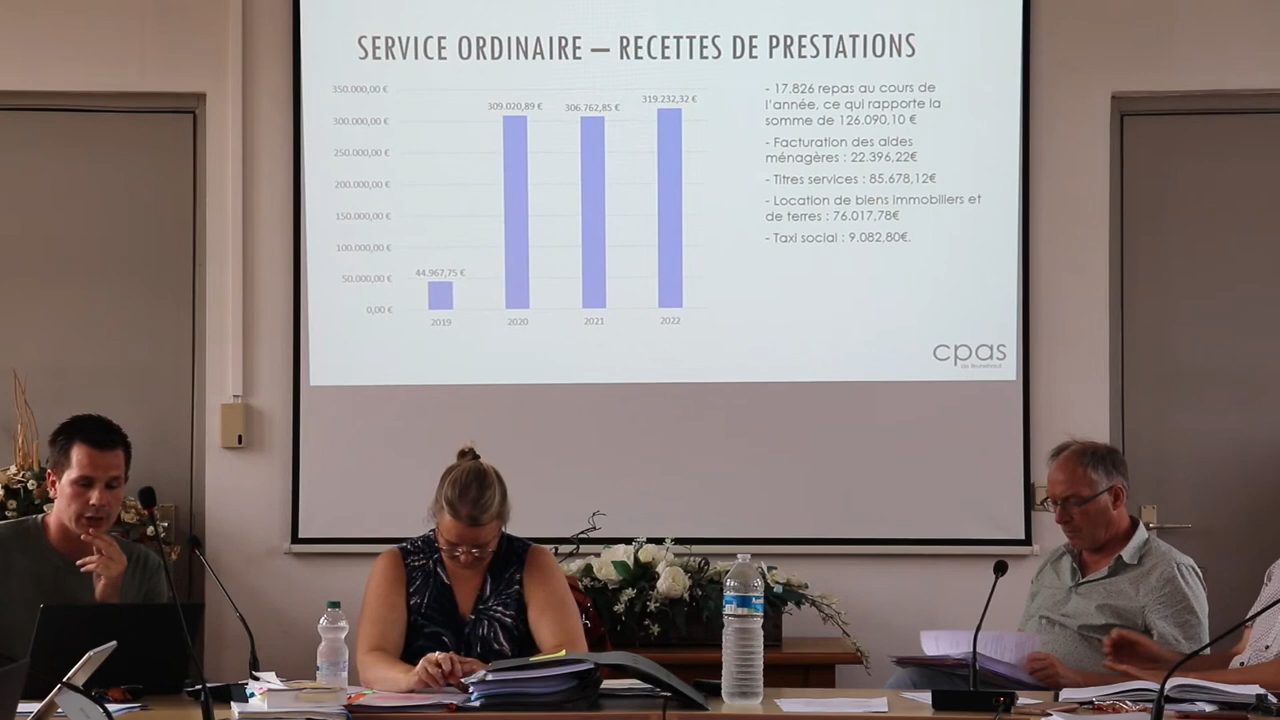 SERVICE ORDINAIRE – RECETTES DE PRESTATIONS
350.000,00 €
300.000,00 €
250.000,00 €
200.000,00 €
150.000,00 €
100.000,00 €
50.000,00 €
0,00 €
44.967,75 €
309.020,89 €
306.762,85 €
319.232,32 €
2019
2020
2021
2022
- 17.826 repas au cours de
l'année, ce qui rapporte la
somme de 126.090,10 €
- Facturation des aides
ménagères : 22.396,22€
- Titres services : 85.678,12€
- Location de biens immobiliers et
de terres : 76.017,78€
- Taxi social : 9.082,80€.
cpas
de Brunehaut